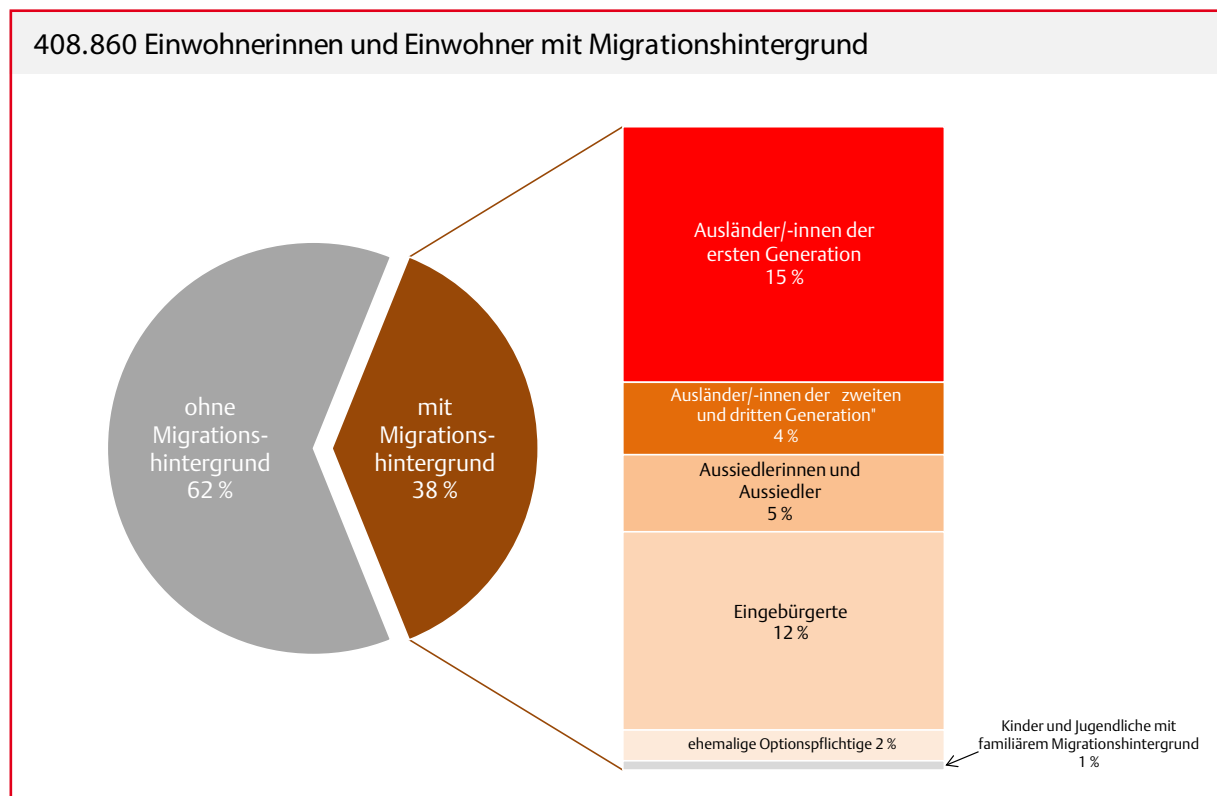 408.860 Einwohnerinnen und Einwohner mit Migrationshintergrund
ohne
Migrations-
hintergrund
62 %
mit
Migrations-
hintergrund
38 %
Ausländer/-innen der
ersten Generation
15 %
Ausländer/-innen der zweiten
und dritten Generation*
4 %
Aussiedlerinnen und
Aussiedler
5 %
Eingebürgerte
12 %
ehemalige Optionspflichtige 2 %
Kinder und Jugendliche mit
familiärem Migrationshintergrund
1 %